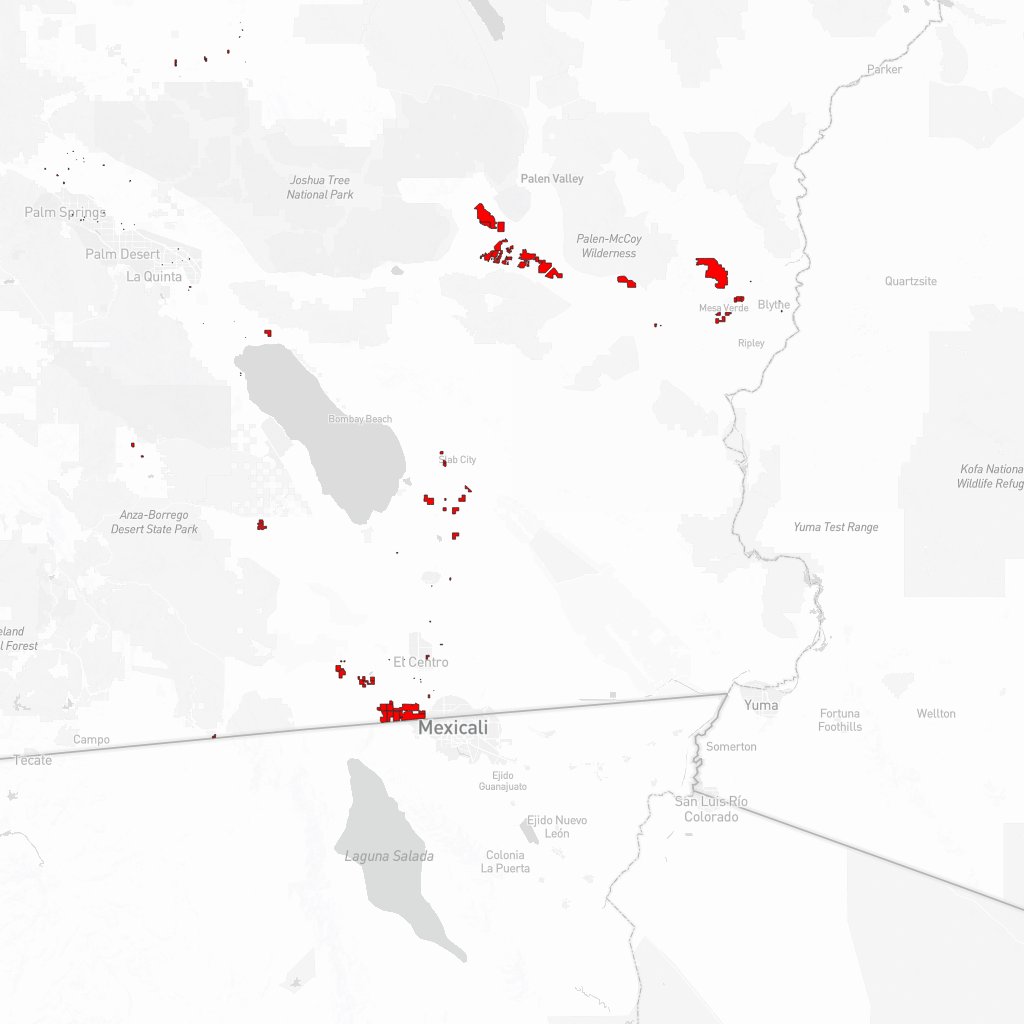 Parker
Joshua Tree
National Park
Palen Valley
Palm Springs
Palen-McCoy
Wilderness
Palm Desert
La Quinta
Quartzsite
Mesa Verde
Blythe
Ripley
Bombay Beach
Slab City
Kofa Nationa
Wildlife Refug
Anza-Borrego
Desert State Park
Yuma Test Range
eland
l Forest
El Centro
Yuma
Fortuna
Foothills
Wellton
Mexicali
Campo
Tecate
Somerton
Ejido
Guanajuato
San Luis Río
Colorado
Ejido Nuevo
León
Laguna Salada
Colonia
La Puerta